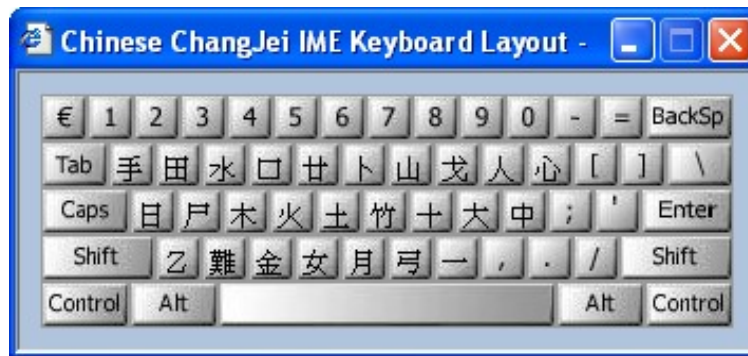 Chinese ChangJei IME Keyboard Layout -
€ 1 2 3 4 5 6 7 8 9 0 - = BackSp
Tab 手 田 水 口 廿 卜 山 戈 人 心 [ ] \
Caps 日 尸 木 火 土 竹 十 大 中 ; ' Enter
Shift 乙 難 金 女 月 弓 一 , . / Shift
Control Alt Alt Control